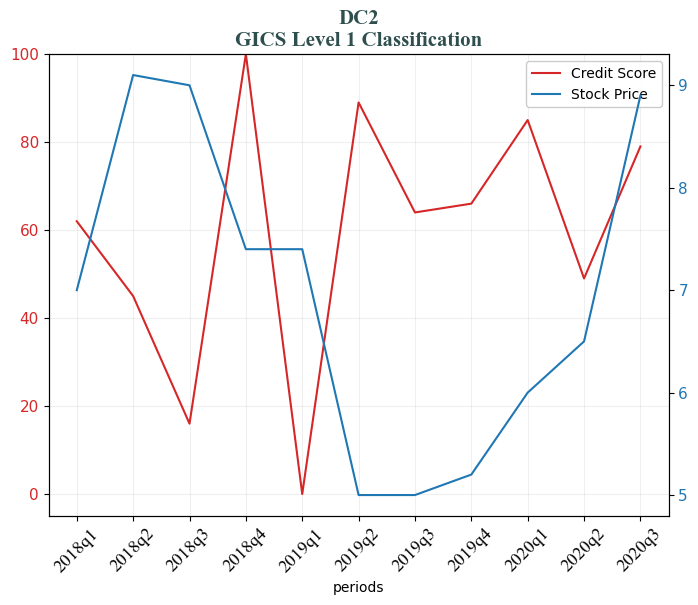 DC2
GICS Level 1 Classification
Credit Score
Stock Price
100
80
60
40
20
0
9
8
7
6
5
2018q1
2018q2
2018q3
2018q4
2019q1
2019q2
2019q3
2019q4
2020q1
2020q2
2020q3
periods